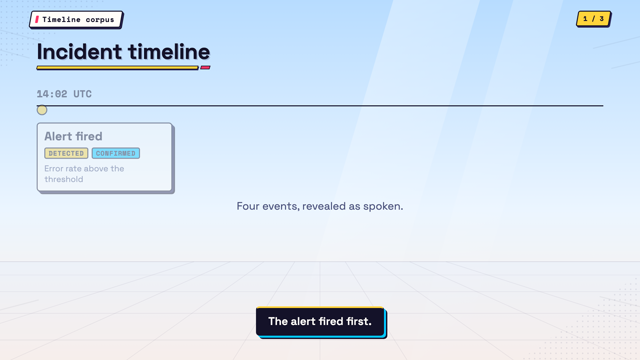 Timeline corpus
1 / 3
Incident timeline
14:02 UTC
Alert fired
DETECTED CONFIRMED
Error rate above the
threshold
Four events, revealed as spoken.
The alert fired first.